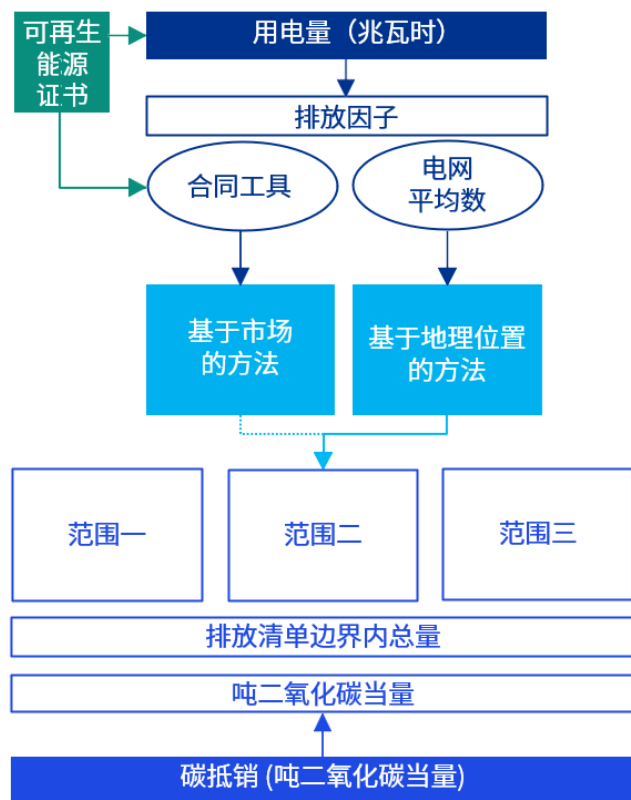 可再生
能源
证书
用电量（兆瓦时）
排放因子
合同工具
电网
平均数
基于市场
的方法
基于地理位置
的方法
范围一
范围二
范围三
排放清单边界内总量
吨二氧化碳当量
碳抵销 (吨二氧化碳当量)